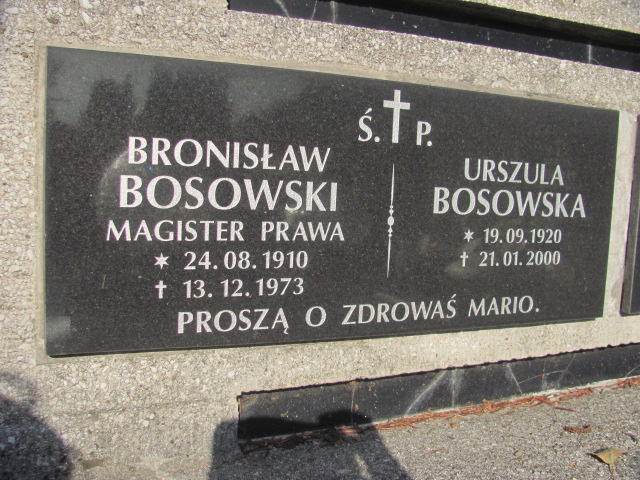 Ś. P.
BRONISŁAW
BOSOWSKI
MAGISTER PRAWA
* 24.08.1910
† 13.12.1973
URSZULA
BOSOWSKA
* 19.09.1920
† 21.01.2000
PROSZĄ O ZDROWAŚ MARIO.